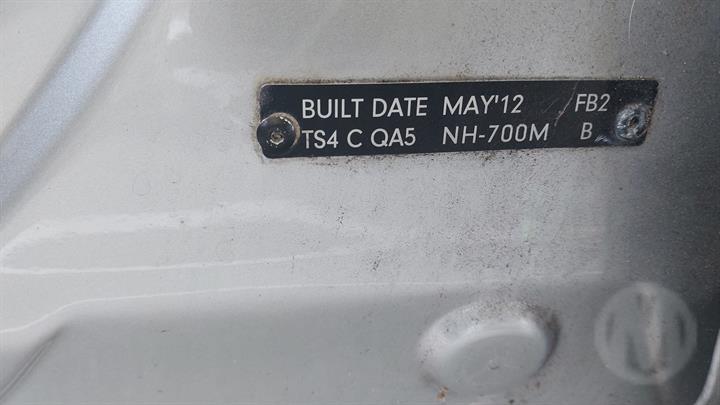 BUILT DATE MAY'12 FB2
TS4 C QA5 NH-700M B